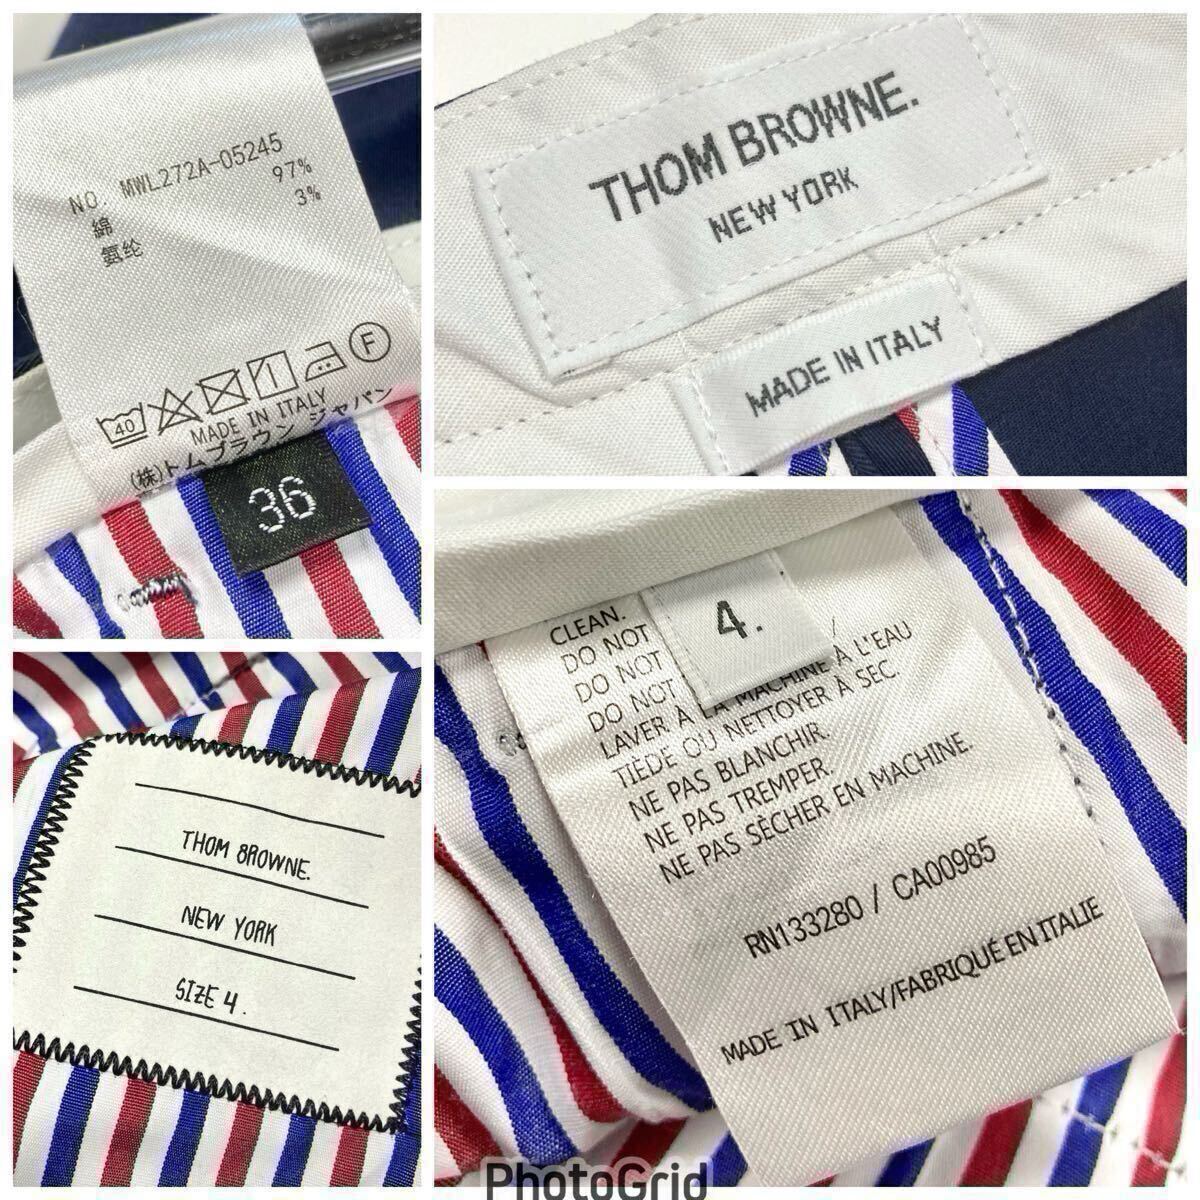 NO. MWL272A-05245
綿 97%
氨纶 3%
40
F
MADE IN ITALY
(株)トムブラウン ジャパン
36
THOM BROWNE.
NEW YORK
MADE IN ITALY
THOM BROWNE.
NEW YORK
SIZE 4.
4.
CLEAN.
DO NOT
DO NOT
DO NOT
LAVER À LA MACHINE À L'EAU
TIÈDE OU NETTOYER À SEC.
NE PAS BLANCHIR.
NE PAS TREMPER.
NE PAS SÈCHER EN MACHINE.
RN133280 / CA00985
MADE IN ITALY/FABRIQUÉ EN ITALIE
PhotoGrid